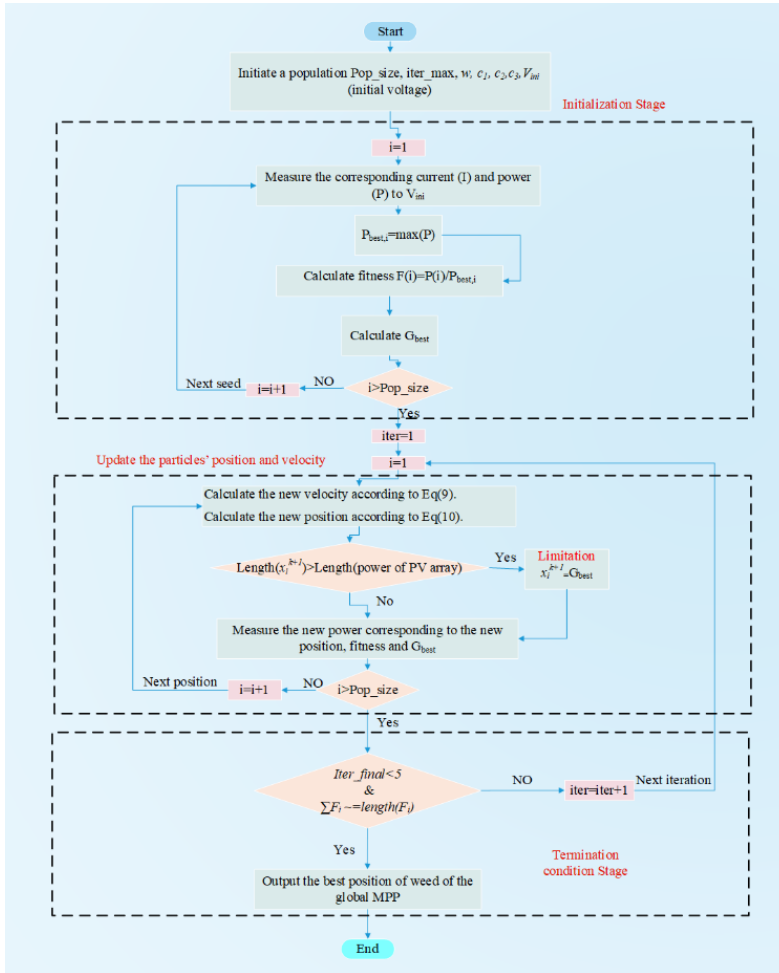 Start
Initiate a population Pop_size, iter_max, w, c1, c2,c3,Vini
(initial voltage)
Initialization Stage
i=1
Measure the corresponding current (I) and power
(P) to Vini
Pbest,i=max(P)
Calculate fitness F(i)=P(i)/Pbest,i
Calculate Gbest
Next seed
i=i+1
NO
i>Pop_size
Yes
iter=1
Update the particles' position and velocity
i=1
Calculate the new velocity according to Eq(9).
Calculate the new position according to Eq(10).
Length(xi^k+1)>Length(power of PV array)
Yes
Limitation
xi^k+1=Gbest
No
Measure the new power corresponding to the new
position, fitness and Gbest
Next position
i=i+1
NO
i>Pop_size
Yes
Iter_final<5
&
∑Fi ~=length(Fi)
NO
iter=iter+1
Next iteration
Yes
Termination
condition Stage
Output the best position of weed of the
global MPP
End